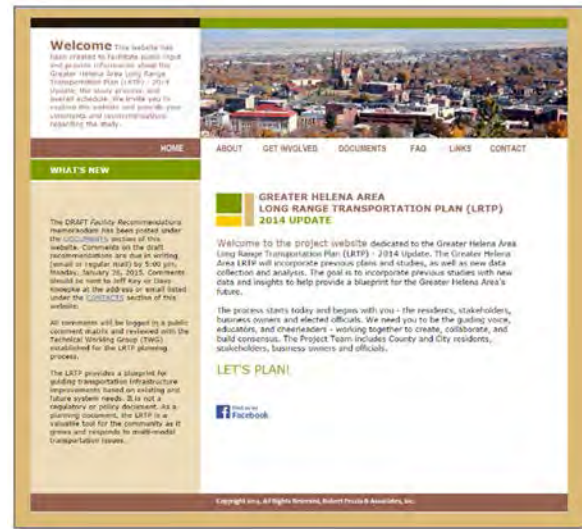 Welcome This website has
been created to facilitate public input
and provide information about the
Greater Helena Area Long Range
Transportation Plan (LRTP) - 2014
Update, the study process, and
overall schedule. We invite you to
explore the website and provide your
comments and recommendations
regarding the study.
HOME ABOUT GET INVOLVED DOCUMENTS FAQ LINKS CONTACT
WHAT'S NEW
The DRAFT Facility Recommendations
memorandum has been posted under
the DOCUMENTS section of this
website. Comments on the draft
recommendations are due in writing
(email or regular mail) by 5:00 pm,
Monday, January 26, 2015. Comments
should be sent to Jeff Key or Dave
at the address or email listed
under the CONTACTS section of this
website.
All comments will be logged in a public
comment matrix and reviewed with the
Technical Working Group (TWG)
established for the LRTP planning
process.
The LRTP provides a blueprint for
guiding transportation infrastructure
improvements based on existing and
future system needs. It is not a
regulatory or policy document. As a
planning document, the LRTP is a
valuable tool for the community as it
grows and responds to multi-modal
transportation issues.
GREATER HELENA AREA
LONG RANGE TRANSPORTATION PLAN (LRTP)
2014 UPDATE
Welcome to the project website dedicated to the Greater Helena Area
Long Range Transportation Plan (LRTP) - 2014 Update. The Greater Helena
Area LRTP will incorporate previous plans and studies as well as new data
collection and analysis. The goal is to incorporate previous studies with new
data and insights to help provide a blueprint for the Greater Helena Area's
future.
The process starts today and begins with you - the residents, stakeholders,
business owners and elected officials. We need you to be the guiding voice,
educators, and cheerleaders - working together to create, collaborate, and
build consensus. The Project Team includes County and City residents,
stakeholders, business owners and officials.
LET'S PLAN!
Find us on
Facebook
Copyright 2014, All Rights Reserved, Robert Peccia & Associates, Inc.